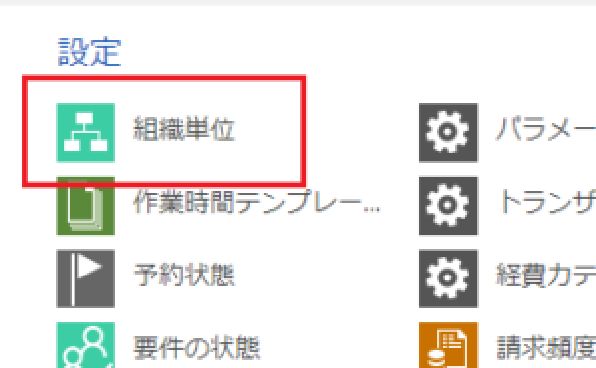 設定
組織単位
パラメー
作業時間テンプレー...
トランザ
予約状態
経費カテ
要件の状態
請求頻度